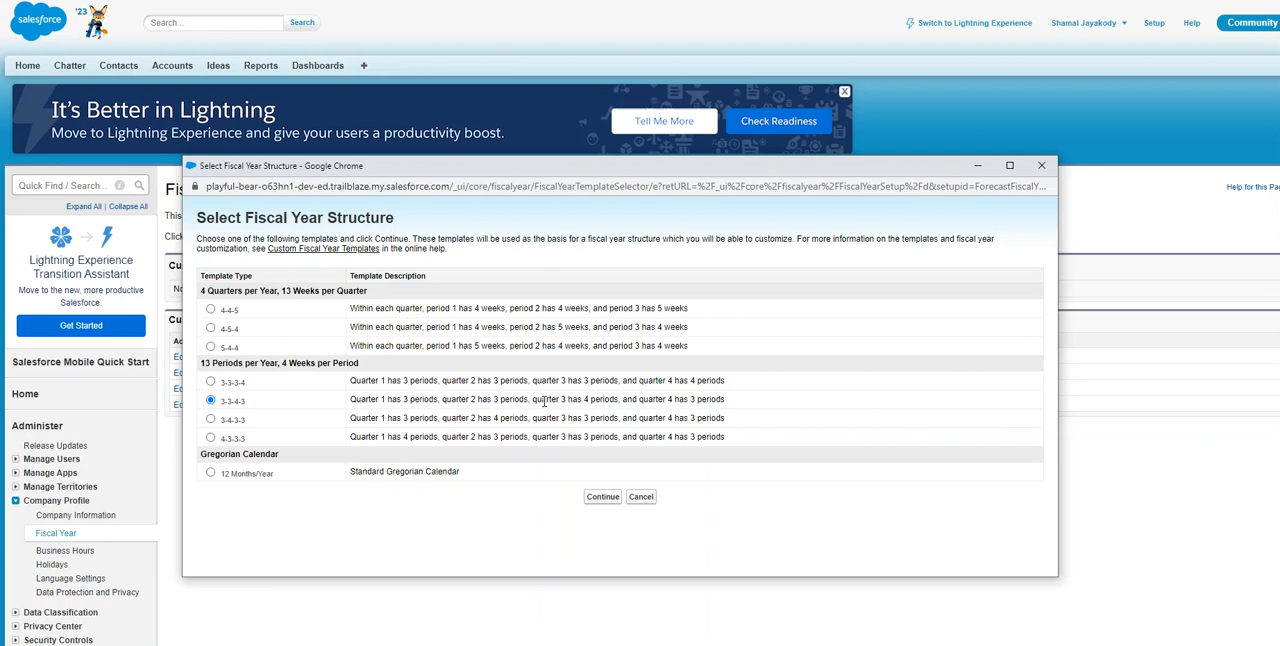 salesforce
'23
Search...
Search
Switch to Lightning Experience
Shamal Jayakody
Setup
Help
Community
Home
Chatter
Contacts
Accounts
Ideas
Reports
Dashboards
+
It's Better in Lightning
Move to Lightning Experience and give your users a productivity boost.
Tell Me More
Check Readiness
X
Quick Find / Search...
i
Expand All | Collapse All
Lightning Experience
Transition Assistant
Move to the new, more productive
Salesforce.
Get Started
Salesforce Mobile Quick Start
Home
Administer
Release Updates
Manage Users
Manage Apps
Manage Territories
Company Profile
Company Information
Fiscal Year
Business Hours
Holidays
Language Settings
Data Protection and Privacy
Data Classification
Privacy Center
Security Controls
Fi
This
Clic
Cu
No
Cu
Ac
Ed
Ed
Ed
Ed
Help for this Pag
Select Fiscal Year Structure - Google Chrome
playful-bear-o63hn1-dev-ed.trailblaze.my.salesforce.com/_ui/core/fiscalyear/FiscalYearTemplateSelector/e?retURL=%2F_ui%2Fcore%2Ffiscalyear%2FFiscalYearSetup%2Fd&setupid=ForecastFiscalY...
Select Fiscal Year Structure
Choose one of the following templates and click Continue. These templates will be used as the basis for a fiscal year structure which you will be able to customize. For more information on the templates and fiscal year
customization, see Custom Fiscal Year Templates in the online help.
Template Type Template Description
4 Quarters per Year, 13 Weeks per Quarter
4-4-5 Within each quarter, period 1 has 4 weeks, period 2 has 4 weeks, and period 3 has 5 weeks
4-5-4 Within each quarter, period 1 has 4 weeks, period 2 has 5 weeks, and period 3 has 4 weeks
5-4-4 Within each quarter, period 1 has 5 weeks, period 2 has 4 weeks, and period 3 has 4 weeks
13 Periods per Year, 4 Weeks per Period
3-3-3-4 Quarter 1 has 3 periods, quarter 2 has 3 periods, quarter 3 has 3 periods, and quarter 4 has 4 periods
3-3-4-3 Quarter 1 has 3 periods, quarter 2 has 3 periods, quarter 3 has 4 periods, and quarter 4 has 3 periods
3-4-3-3 Quarter 1 has 3 periods, quarter 2 has 4 periods, quarter 3 has 3 periods, and quarter 4 has 3 periods
4-3-3-3 Quarter 1 has 4 periods, quarter 2 has 3 periods, quarter 3 has 3 periods, and quarter 4 has 3 periods
Gregorian Calendar
12 Months/Year Standard Gregorian Calendar
Continue
Cancel